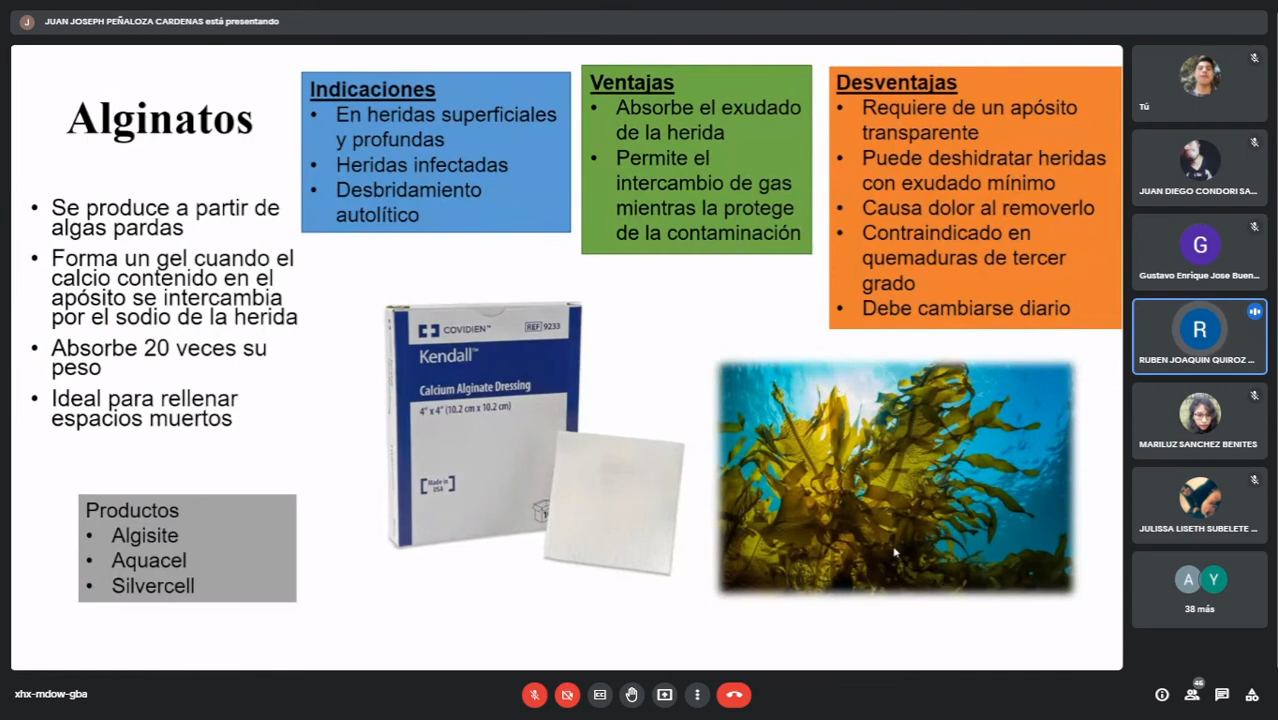 J
JUAN JOSEPH PEÑALOZA CARDENAS está presentando
Alginatos
• Se produce a partir de
algas pardas
• Forma un gel cuando el
calcio contenido en el
apósito se intercambia
por el sodio de la herida
• Absorbe 20 veces su
peso
• Ideal para rellenar
espacios muertos
Productos
• Algisite
• Aquacel
• Silvercell
Indicaciones
• En heridas superficiales
y profundas
• Heridas infectadas
• Desbridamiento
autolítico
Ventajas
• Absorbe el exudado
de la herida
• Permite el
intercambio de gas
mientras la protege
de la contaminación
Desventajas
• Requiere de un apósito
transparente
• Puede deshidratar heridas
con exudado mínimo
• Causa dolor al removerlo
• Contraindicado en
quemaduras de tercer
grado
• Debe cambiarse diario
COVIDIEN™
REF 9233
Kendall™
Calcium Alginate Dressing
4" x 4" (10.2 cm x 10.2 cm)
Made in
USA
Tú
JUAN DIEGO CONDORI SA...
G
Gustavo Enrique Jose Buen...
R
RUBEN JOAQUIN QUIROZ ...
MARILUZ SANCHEZ BENITES
JULISSA LISETH SUBELETE ...
A Y
38 más
xhx-mdow-gba
46